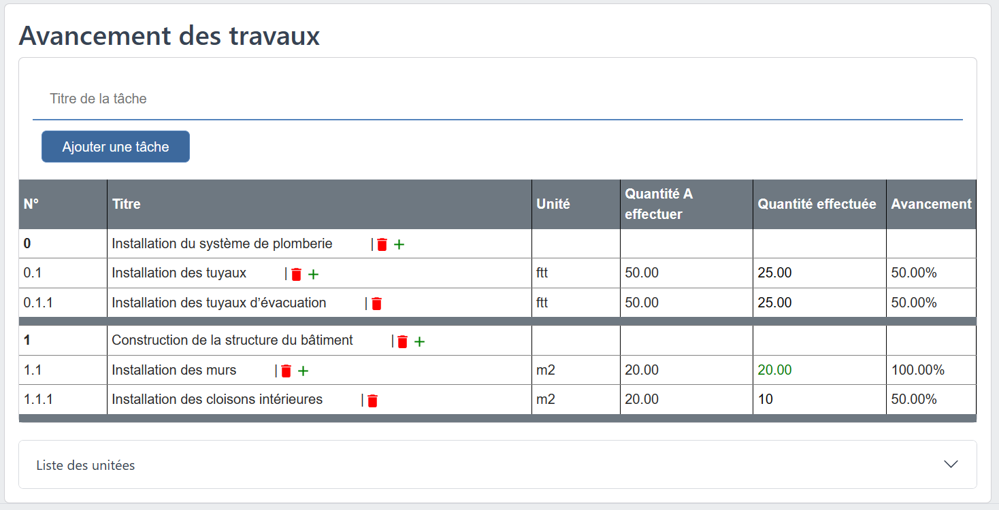 Avancement des travaux
Titre de la tâche
Ajouter une tâche
N° Titre Unité Quantité A effectuer Quantité effectuée Avancement
0 Installation du système de plomberie | +
0.1 Installation des tuyaux | + ftt 50.00 25.00 50.00%
0.1.1 Installation des tuyaux d’évacuation | ftt 50.00 25.00 50.00%
1 Construction de la structure du bâtiment | +
1.1 Installation des murs | + m2 20.00 20.00 100.00%
1.1.1 Installation des cloisons intérieures | m2 20.00 10 50.00%
Liste des unitées